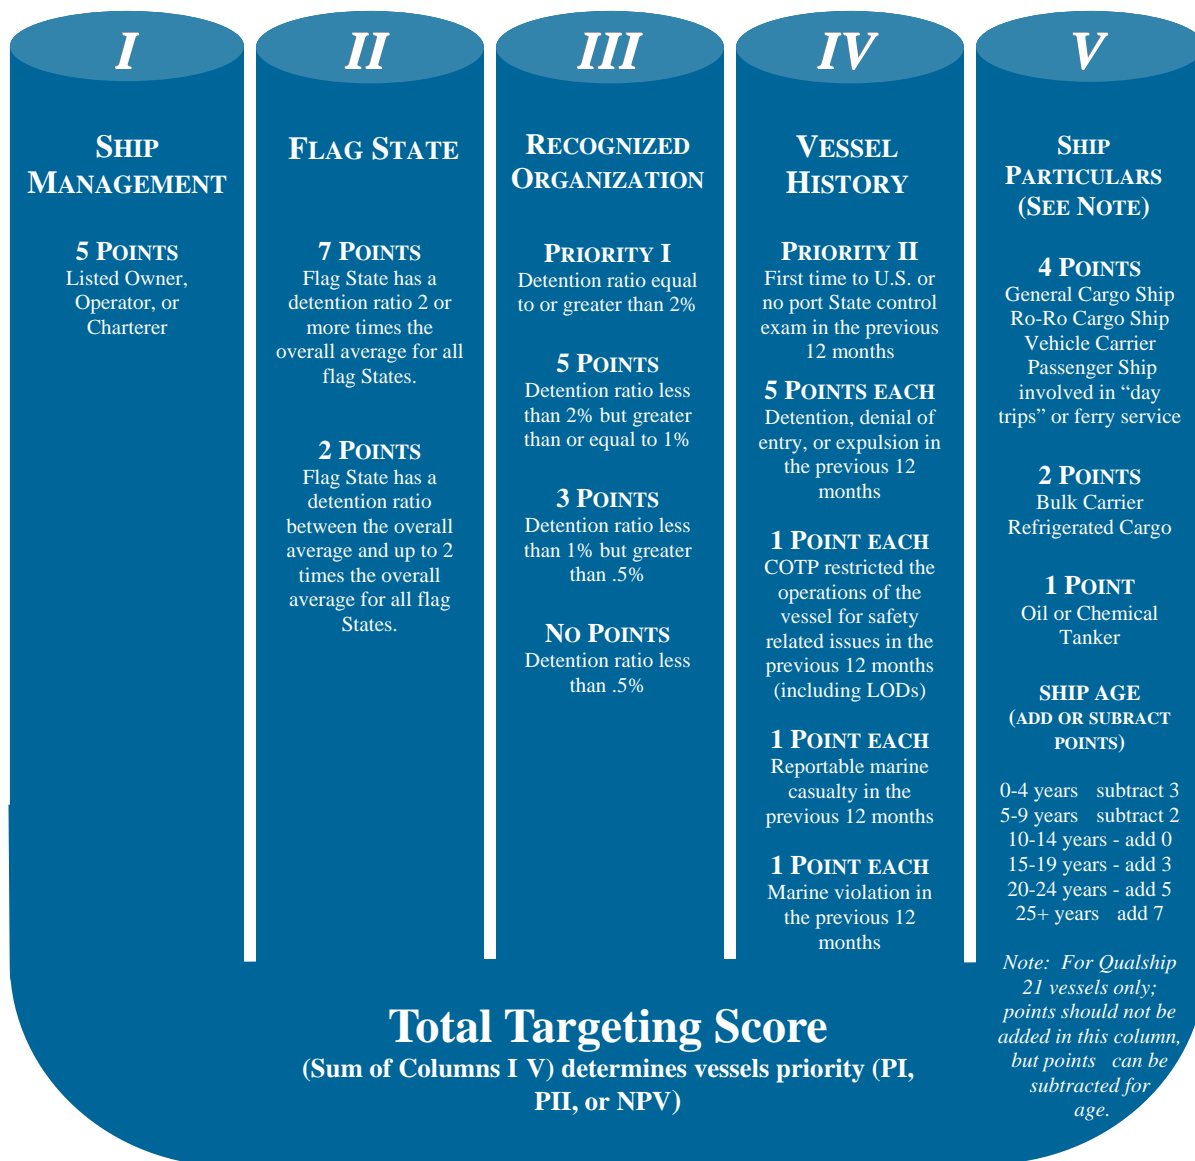 I
SHIP
MANAGEMENT
5 POINTS
Listed Owner,
Operator, or
Charterer
II
FLAG STATE
7 POINTS
Flag State has a
detention ratio 2 or
more times the
overall average for all
flag States.
2 POINTS
Flag State has a
detention ratio
between the overall
average and up to 2
times the overall
average for all flag
States.
III
RECOGNIZED
ORGANIZATION
PRIORITY I
Detention ratio equal
to or greater than 2%
5 POINTS
Detention ratio less
than 2% but greater
than or equal to 1%
3 POINTS
Detention ratio less
than 1% but greater
than .5%
NO POINTS
Detention ratio less
than .5%
IV
VESSEL
HISTORY
PRIORITY II
First time to U.S. or
no port State control
exam in the previous
12 months
5 POINTS EACH
Detention, denial of
entry, or expulsion in
the previous 12
months
1 POINT EACH
COTP restricted the
operations of the
vessel for safety
related issues in the
previous 12 months
(including LODs)
1 POINT EACH
Reportable marine
casualty in the
previous 12 months
1 POINT EACH
Marine violation in
the previous 12
months
V
SHIP
PARTICULARS
(SEE NOTE)
4 POINTS
General Cargo Ship
Ro-Ro Cargo Ship
Vehicle Carrier
Passenger Ship
involved in “day
trips” or ferry service
2 POINTS
Bulk Carrier
Refrigerated Cargo
1 POINT
Oil or Chemical
Tanker
SHIP AGE
(ADD OR SUBRACT
POINTS)
0-4 years subtract 3
5-9 years subtract 2
10-14 years - add 0
15-19 years - add 3
20-24 years - add 5
25+ years add 7
Note: For Qualship
21 vessels only;
points should not be
added in this column,
but points can be
subtracted for
age.
Total Targeting Score
(Sum of Columns I V) determines vessels priority (PI,
PII, or NPV)